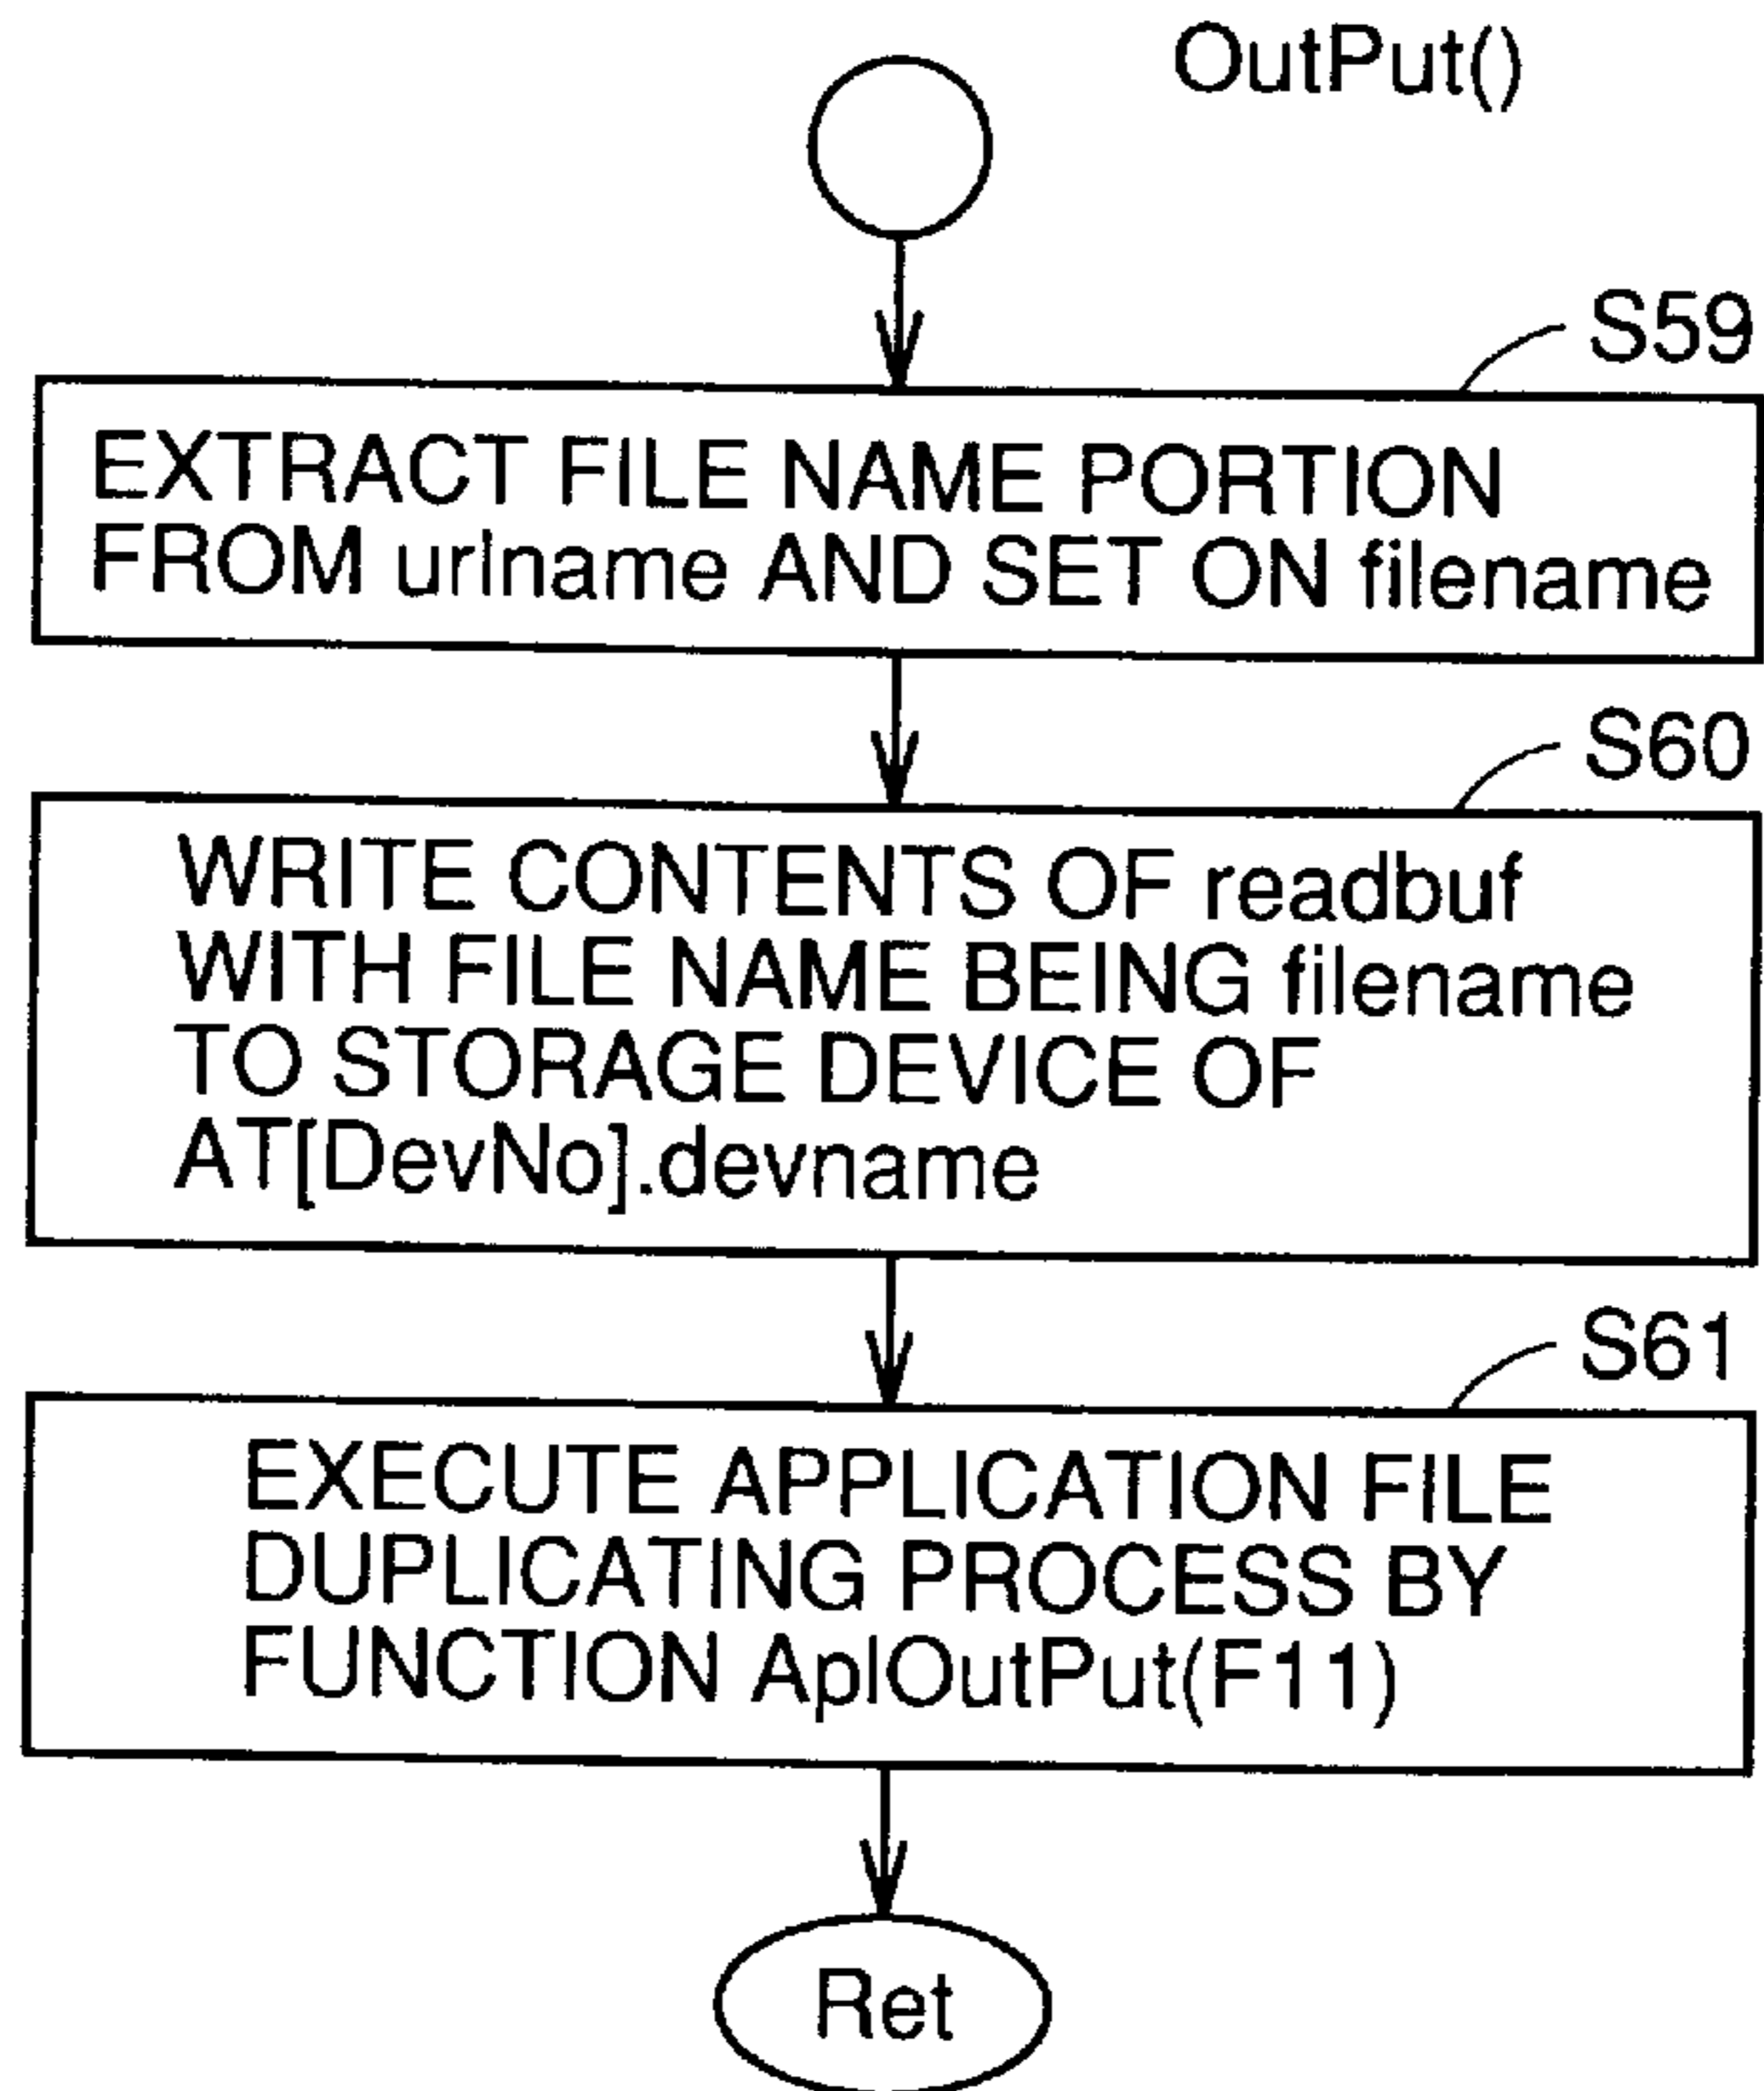 OutPut()
S59
EXTRACT FILE NAME PORTION
FROM urlname AND SET ON filename
S60
WRITE CONTENTS OF readbuf
WITH FILE NAME BEING filename
TO STORAGE DEVICE OF
AT[DevNo].devname
S61
EXECUTE APPLICATION FILE
DUPLICATING PROCESS BY
FUNCTION AplOutPut(F11)
Ret